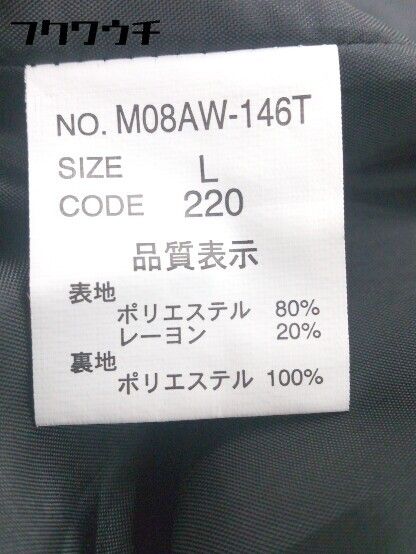 フクウクチ
NO. M08AW-146T
SIZE L
CODE 220
品質表示
表地
ポリエステル 80%
レーヨン 20%
裏地
ポリエステル 100%